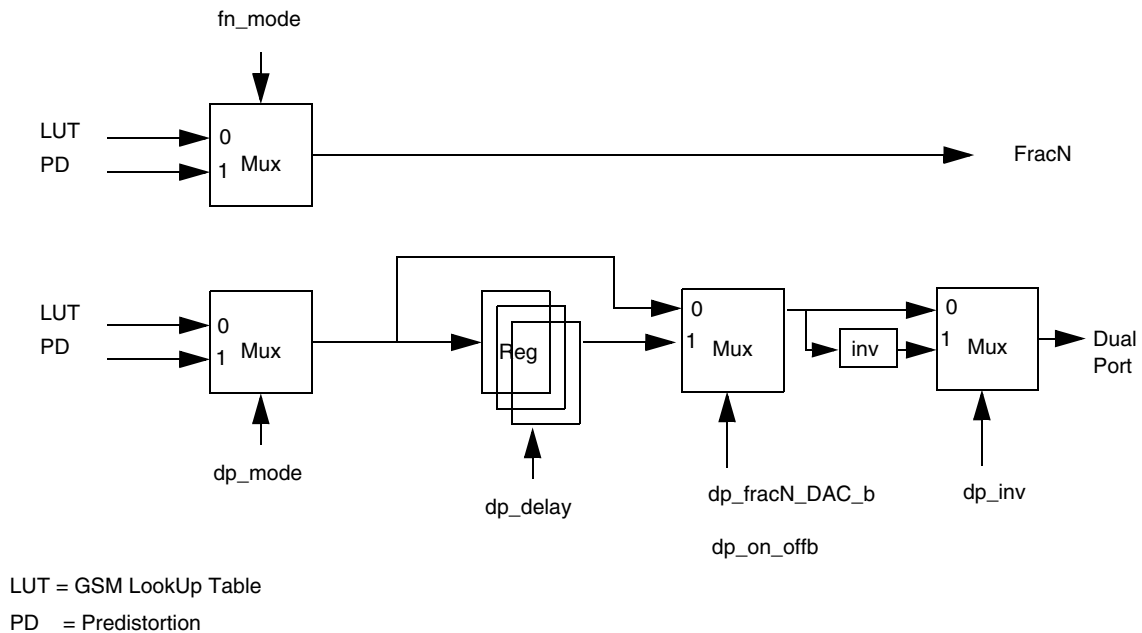 fn_mode
LUT
PD
0
1
Mux
FracN
LUT
PD
0
1
Mux
Reg
0
1
Mux
inv
0
1
Mux
Dual
Port
dp_mode
dp_delay
dp_fracN_DAC_b
dp_on_offb
dp_inv
LUT = GSM LookUp Table
PD = Predistortion